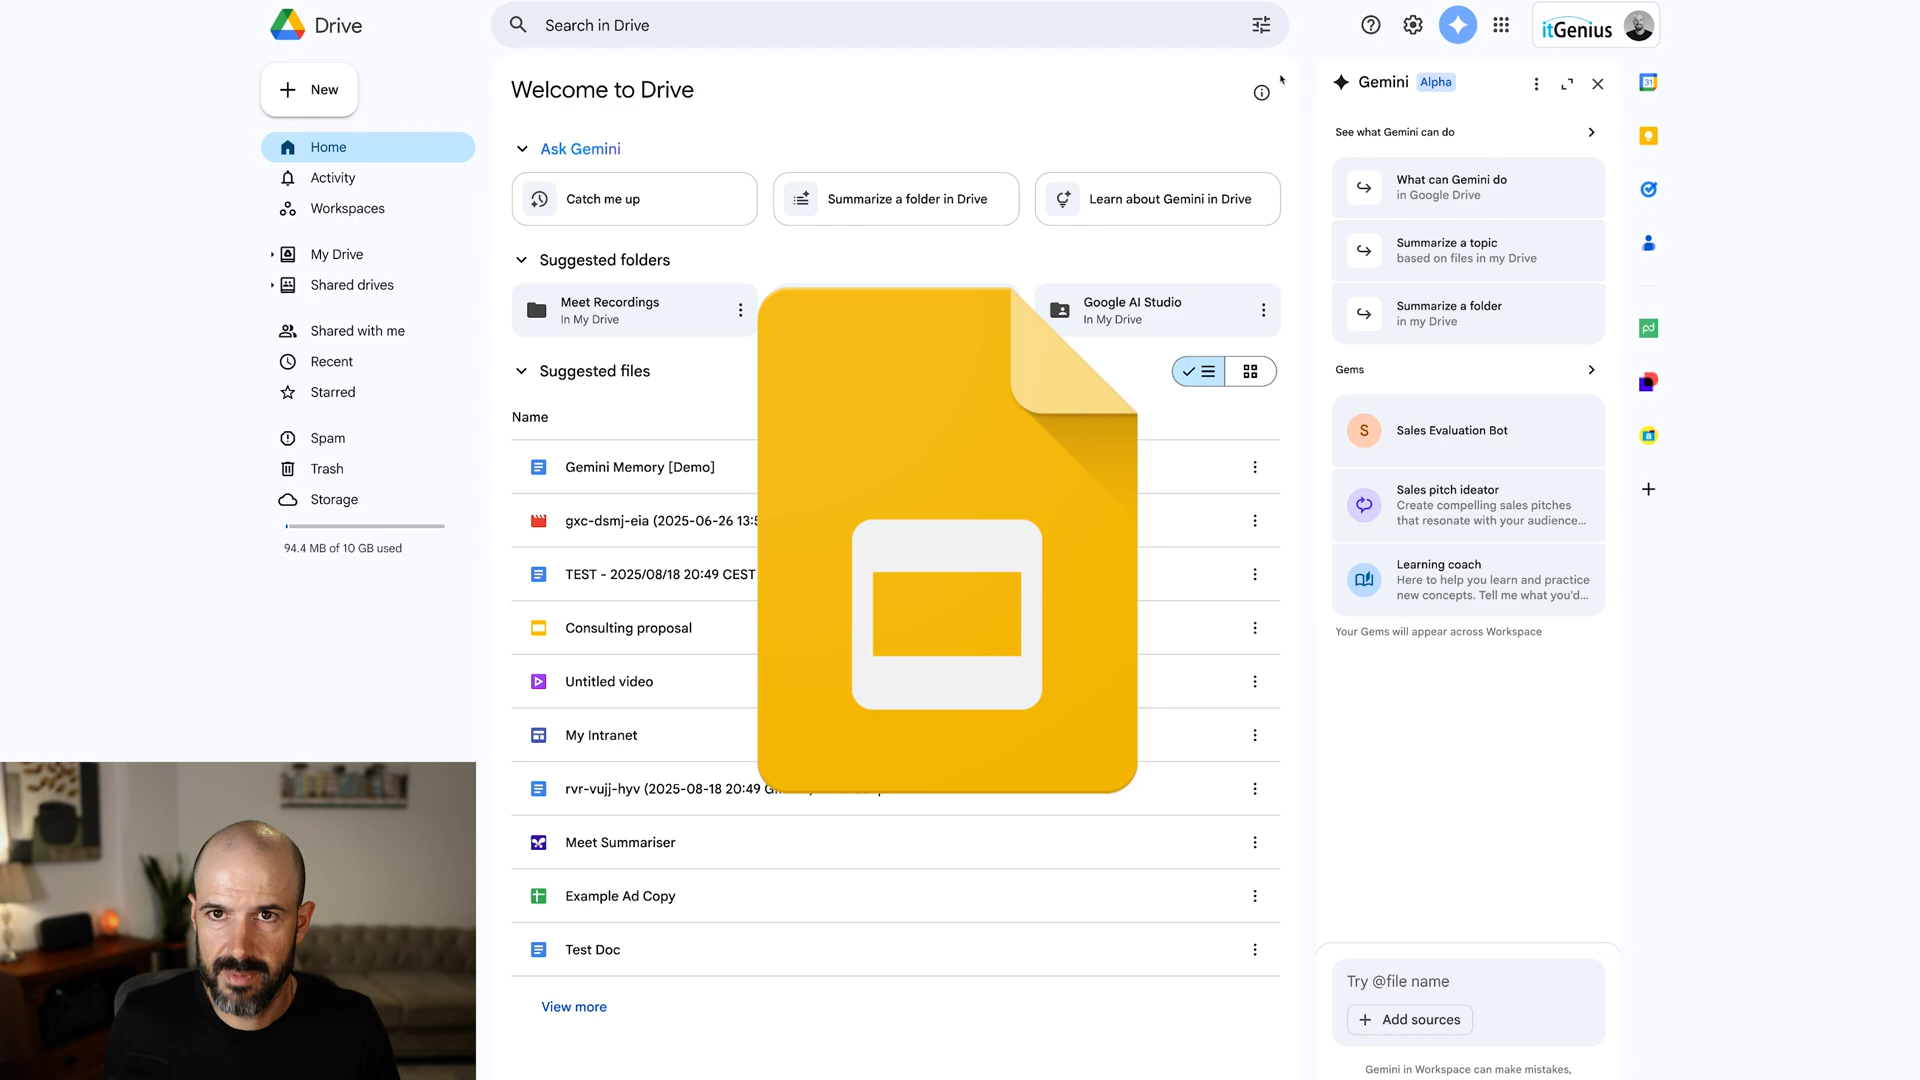 Drive
Search in Drive
itGenius
New
Home
Activity
Workspaces
My Drive
Shared drives
Shared with me
Recent
Starred
Spam
Trash
Storage
94.4 MB of 10 GB used
Welcome to Drive
Ask Gemini
Catch me up
Summarize a folder in Drive
Learn about Gemini in Drive
Suggested folders
Meet Recordings
In My Drive
Google AI Studio
In My Drive
Suggested files
Name
Gemini Memory [Demo]
gxc-dsmj-eia (2025-06-26 13:5
TEST - 2025/08/18 20:49 CEST
Consulting proposal
Untitled video
My Intranet
rvr-vujj-hyv (2025-08-18 20:49 G
Meet Summariser
Example Ad Copy
Test Doc
View more
Gemini Alpha
See what Gemini can do
What can Gemini do
in Google Drive
Summarize a topic
based on files in my Drive
Summarize a folder
in my Drive
Gems
S
Sales Evaluation Bot
Sales pitch ideator
Create compelling sales pitches
that resonate with your audience...
Learning coach
Here to help you learn and practice
new concepts. Tell me what you'd...
Your Gems will appear across Workspace
Try @file name
Add sources
Gemini in Workspace can make mistakes,
31
pd
a